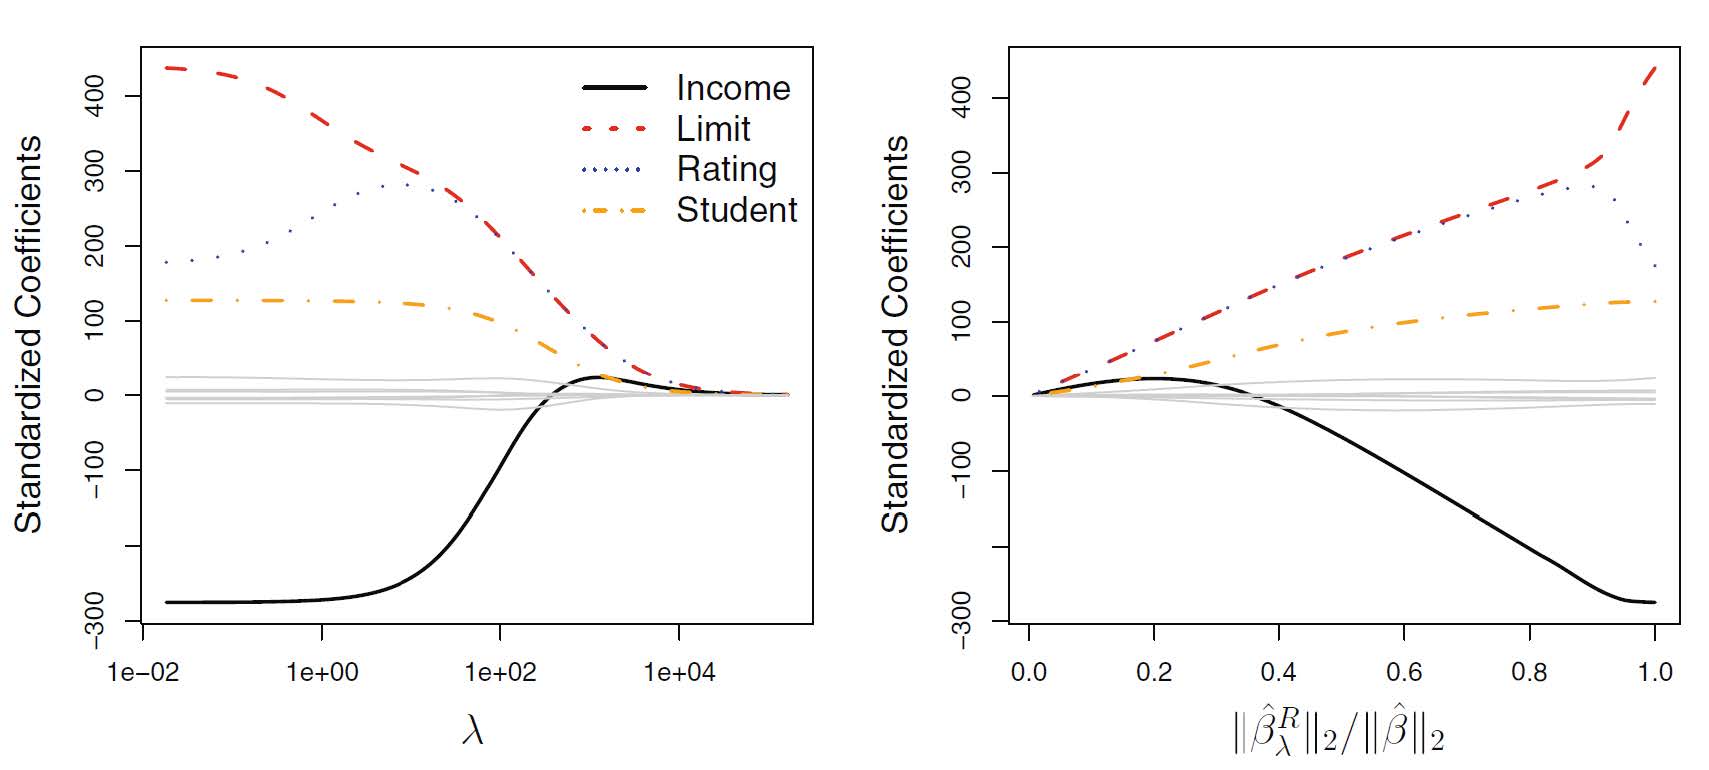 Standardized Coefficients
400
300
200
100
0
−100
−300
1e−02
1e+00
1e+02
1e+04
λ
Income
Limit
Rating
Student
Standardized Coefficients
400
300
200
100
0
−100
−300
0.0
0.2
0.4
0.6
0.8
1.0
‖β̂λᴿ‖₂/‖β̂‖₂